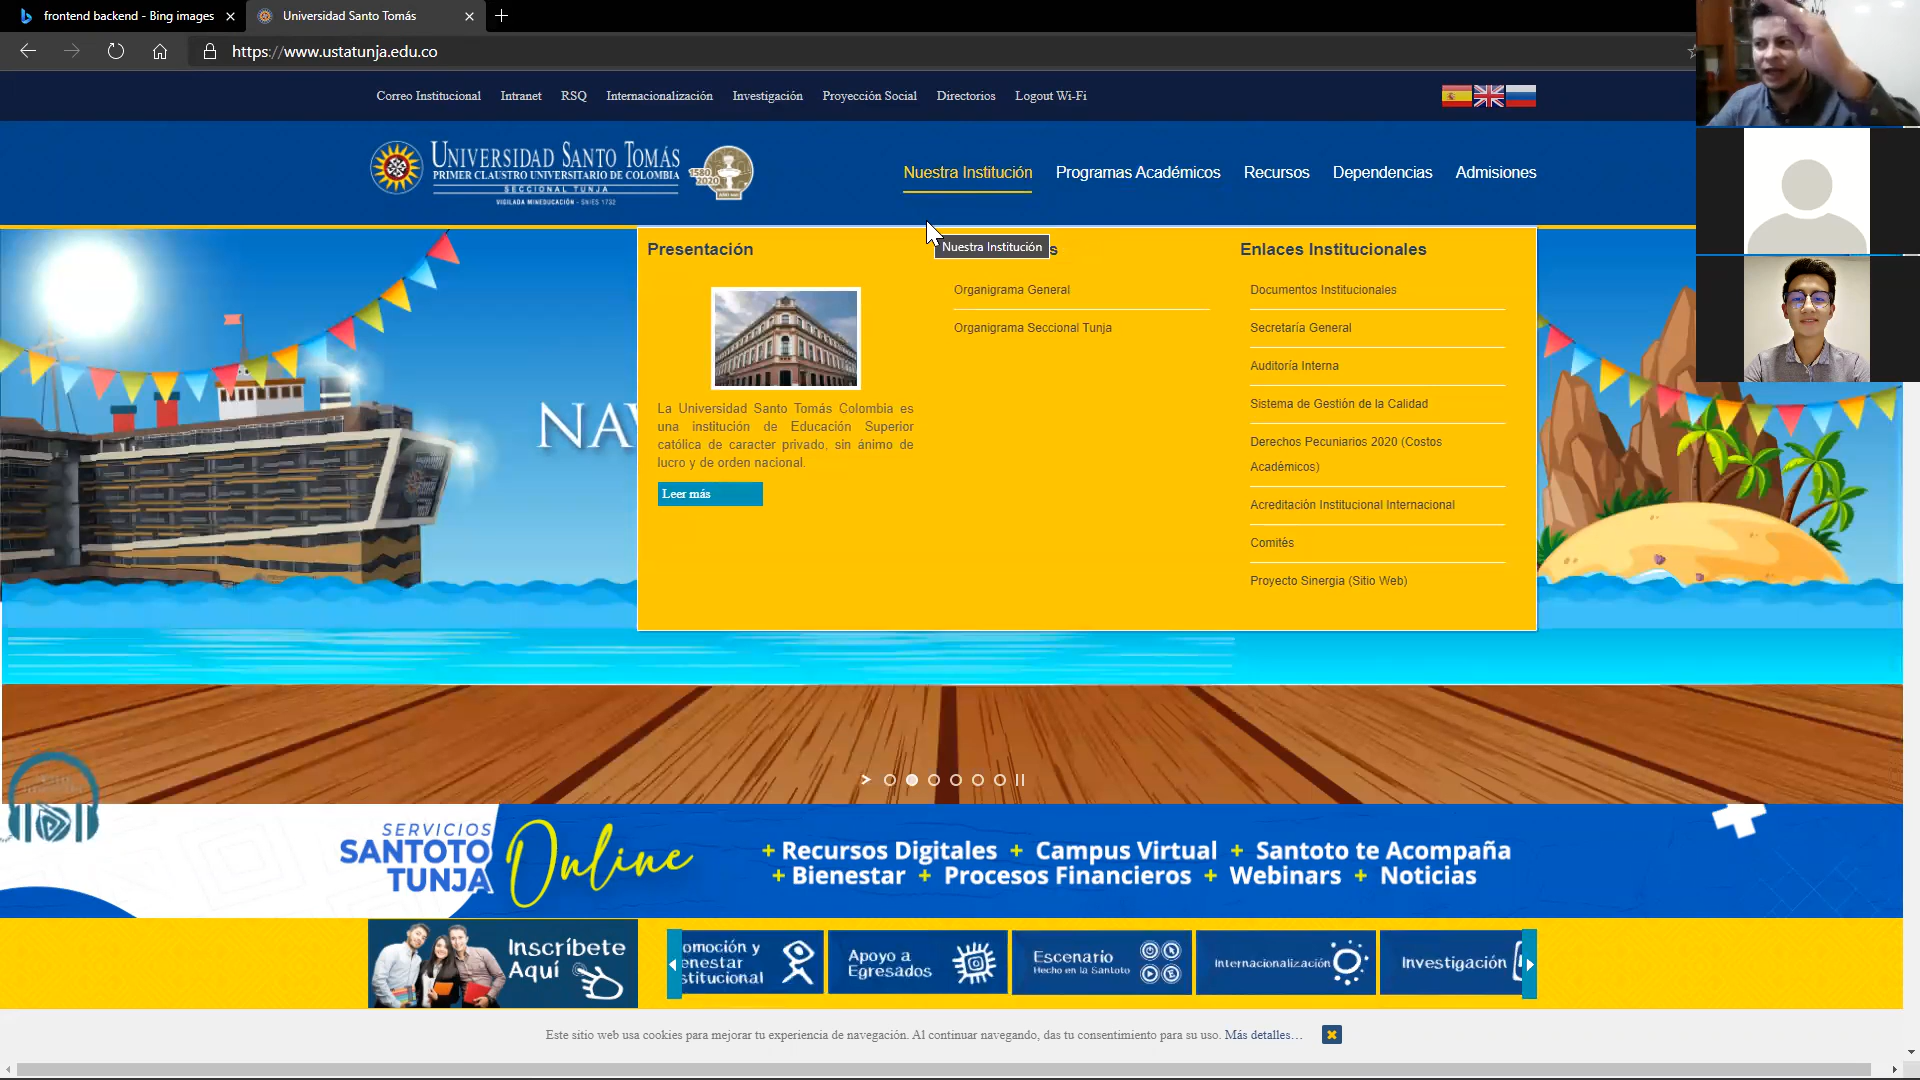 frontend backend - Bing images
Universidad Santo Tomás
https://www.ustatunja.edu.co
Correo Institucional
Intranet
RSQ
Internacionalización
Investigación
Proyección Social
Directorios
Logout Wi-Fi
UNIVERSIDAD SANTO TOMÁS
PRIMER CLAUSTRO UNIVERSITARIO DE COLOMBIA
SECCIONAL TUNJA
VIGILADA MINEDUCACIÓN - SNIES 1732
1580
2020
Nuestra Institución
Programas Académicos
Recursos
Dependencias
Admisiones
Nuestra Institución
Presentación
La Universidad Santo Tomás Colombia es
una institución de Educación Superior
católica de caracter privado, sin ánimo de
lucro y de orden nacional.
Leer más
s
Organigrama General
Organigrama Seccional Tunja
Enlaces Institucionales
Documentos Institucionales
Secretaría General
Auditoría Interna
Sistema de Gestión de la Calidad
Derechos Pecuniarios 2020 (Costos
Académicos)
Acreditación Institucional Internacional
Comités
Proyecto Sinergia (Sitio Web)
NAV
SERVICIOS
SANTOTO
TUNJA
Online
+ Recursos Digitales + Campus Virtual + Santoto te Acompaña
+ Bienestar + Procesos Financieros + Webinars + Noticias
Inscríbete
Aquí
omoción y
enestar
stitucional
Apoyo a
Egresados
Escenario
Hecho en la Santoto
Internacionalización
Investigación
Este sitio web usa cookies para mejorar tu experiencia de navegación. Al continuar navegando, das tu consentimiento para su uso. Más detalles…